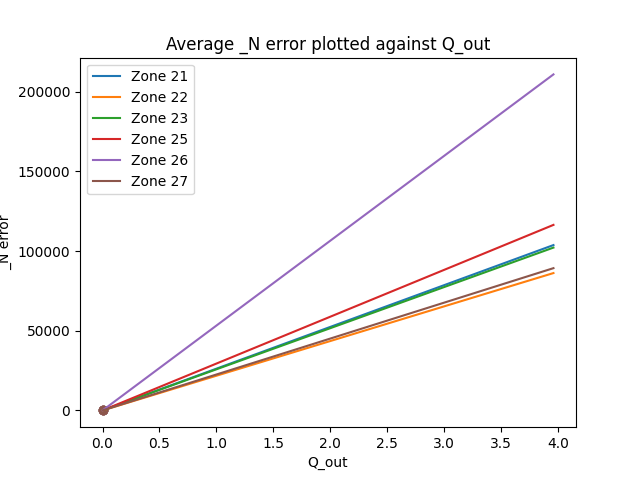 Average _N error plotted against Q_out
Zone 21
Zone 22
Zone 23
Zone 25
Zone 26
Zone 27
200000
150000
100000
50000
0
_N error
0.0 0.5 1.0 1.5 2.0 2.5 3.0 3.5 4.0
Q_out